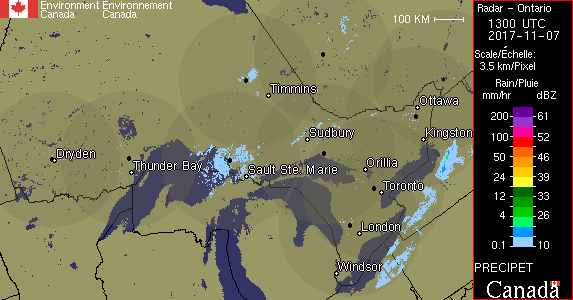 Environment Environnement
Canada Canada
100 KM
Timmins
Ottawa
Sudbury
Kingston
Dryden
Thunder Bay
Sault Ste. Marie
Orillia
Toronto
London
Windsor
Radar - Ontario
1300 UTC
2017-11-07
Scale/Échelle:
3.5 km/Pixel
Rain/Pluie
mm/hr dBZ
200 61
100 52
50 46
24 39
12 33
4 26
1 20
0.1 10
PRECIPET
Canada